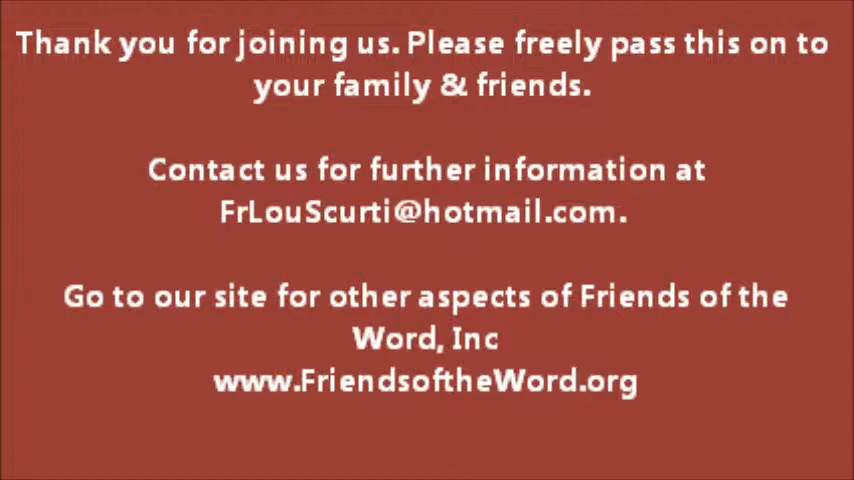 Thank you for joining us. Please freely pass this on to
your family & friends.
Contact us for further information at
FrLouScurti@hotmail.com.
Go to our site for other aspects of Friends of the
Word, Inc
www.FriendsoftheWord.org